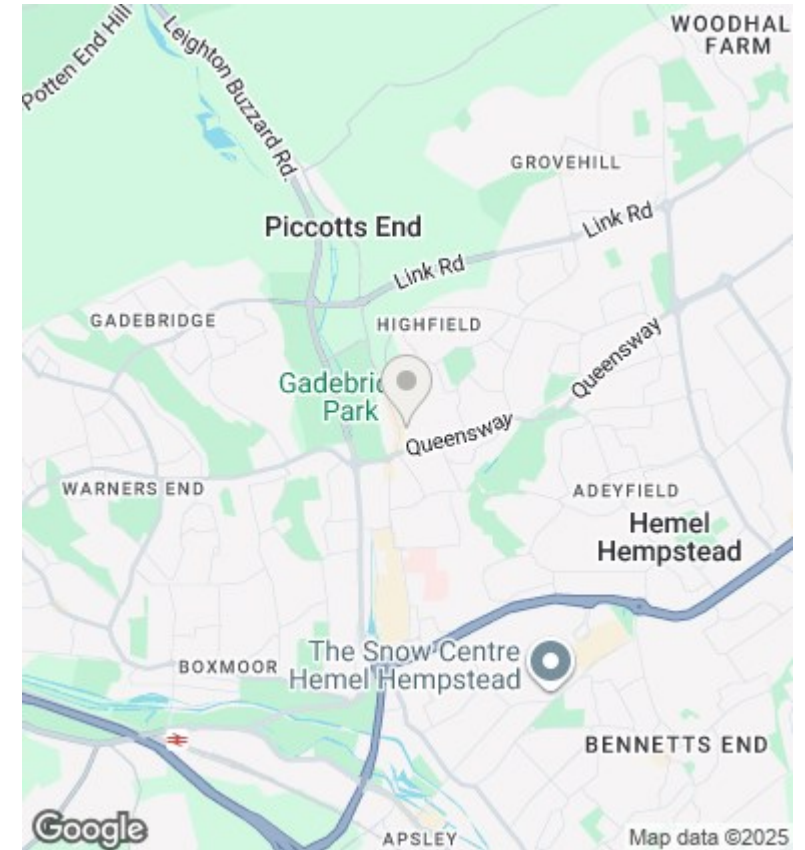 WOODHAL
FARM
Potten End Hill
Leighton Buzzard Rd.
GROVEHILL
Piccotts End
Link Rd
Link Rd
GADEBRIDGE
HIGHFIELD
Gadebri
Park
Queensway
Queensway
WARNERS END
ADEYFIELD
Hemel
Hempstead
The Snow Centre
Hemel Hempstead
BOXMOOR
BENNETTS END
APSLEY
Google
Map data ©2025